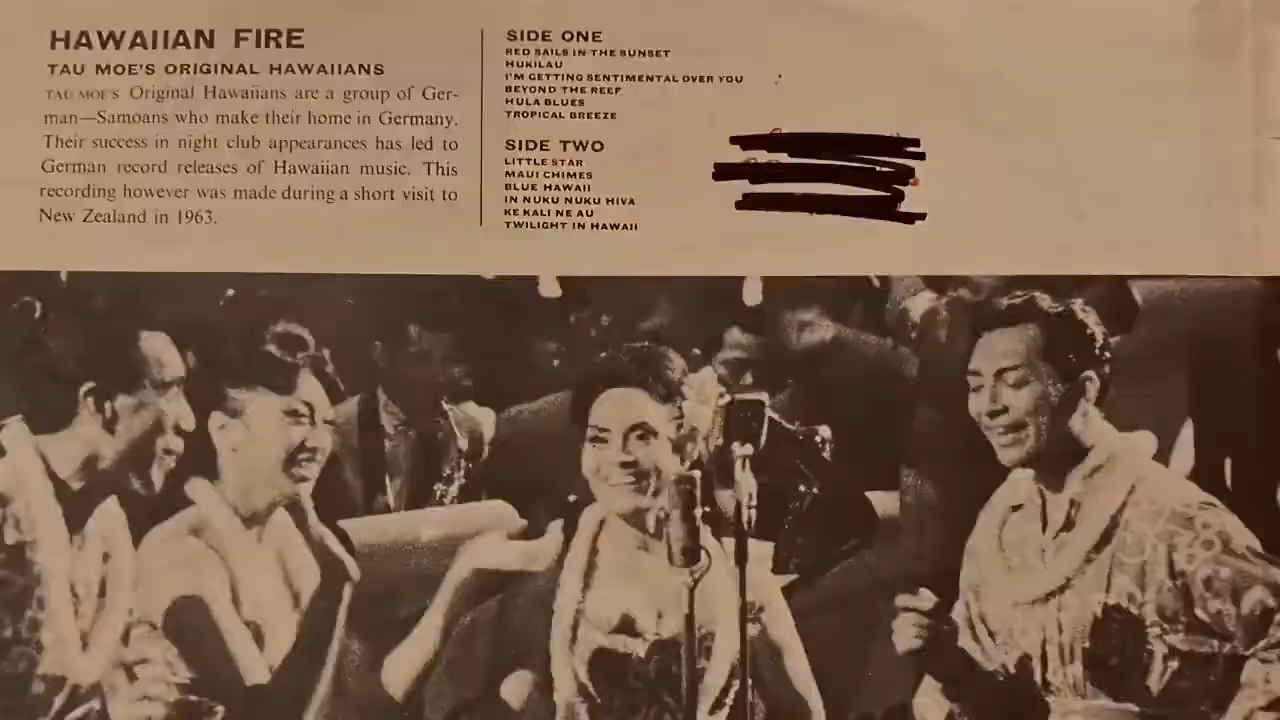 HAWAIIAN FIRE
TAU MOE'S ORIGINAL HAWAIIANS
TAU MOE'S Original Hawaiians are a group of Ger-
man—Samoans who make their home in Germany.
Their success in night club appearances has led to
German record releases of Hawaiian music. This
recording however was made during a short visit to
New Zealand in 1963.
SIDE ONE
RED SAILS IN THE SUNSET
HUKILAU
I'M GETTING SENTIMENTAL OVER YOU
BEYOND THE REEF
HULA BLUES
TROPICAL BREEZE
SIDE TWO
LITTLE STAR
MAUI CHIMES
BLUE HAWAII
IN NUKU NUKU HIVA
KE KALI NE AU
TWILIGHT IN HAWAII